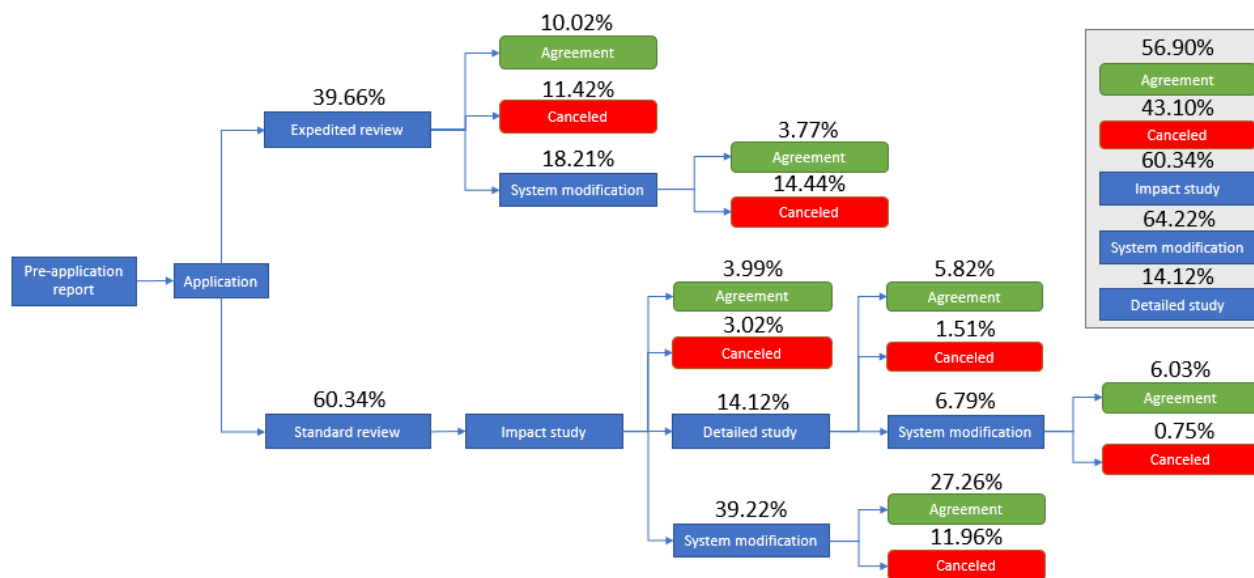 10.02%
Agreement
11.42%
Canceled
39.66%
Expedited review
18.21%
System modification
3.77%
Agreement
14.44%
Canceled
56.90%
Agreement
43.10%
Canceled
60.34%
Impact study
64.22%
System modification
14.12%
Detailed study
Pre-application
report
Application
60.34%
Standard review
Impact study
3.99%
Agreement
3.02%
Canceled
14.12%
Detailed study
5.82%
Agreement
1.51%
Canceled
6.79%
System modification
6.03%
Agreement
0.75%
Canceled
39.22%
System modification
27.26%
Agreement
11.96%
Canceled